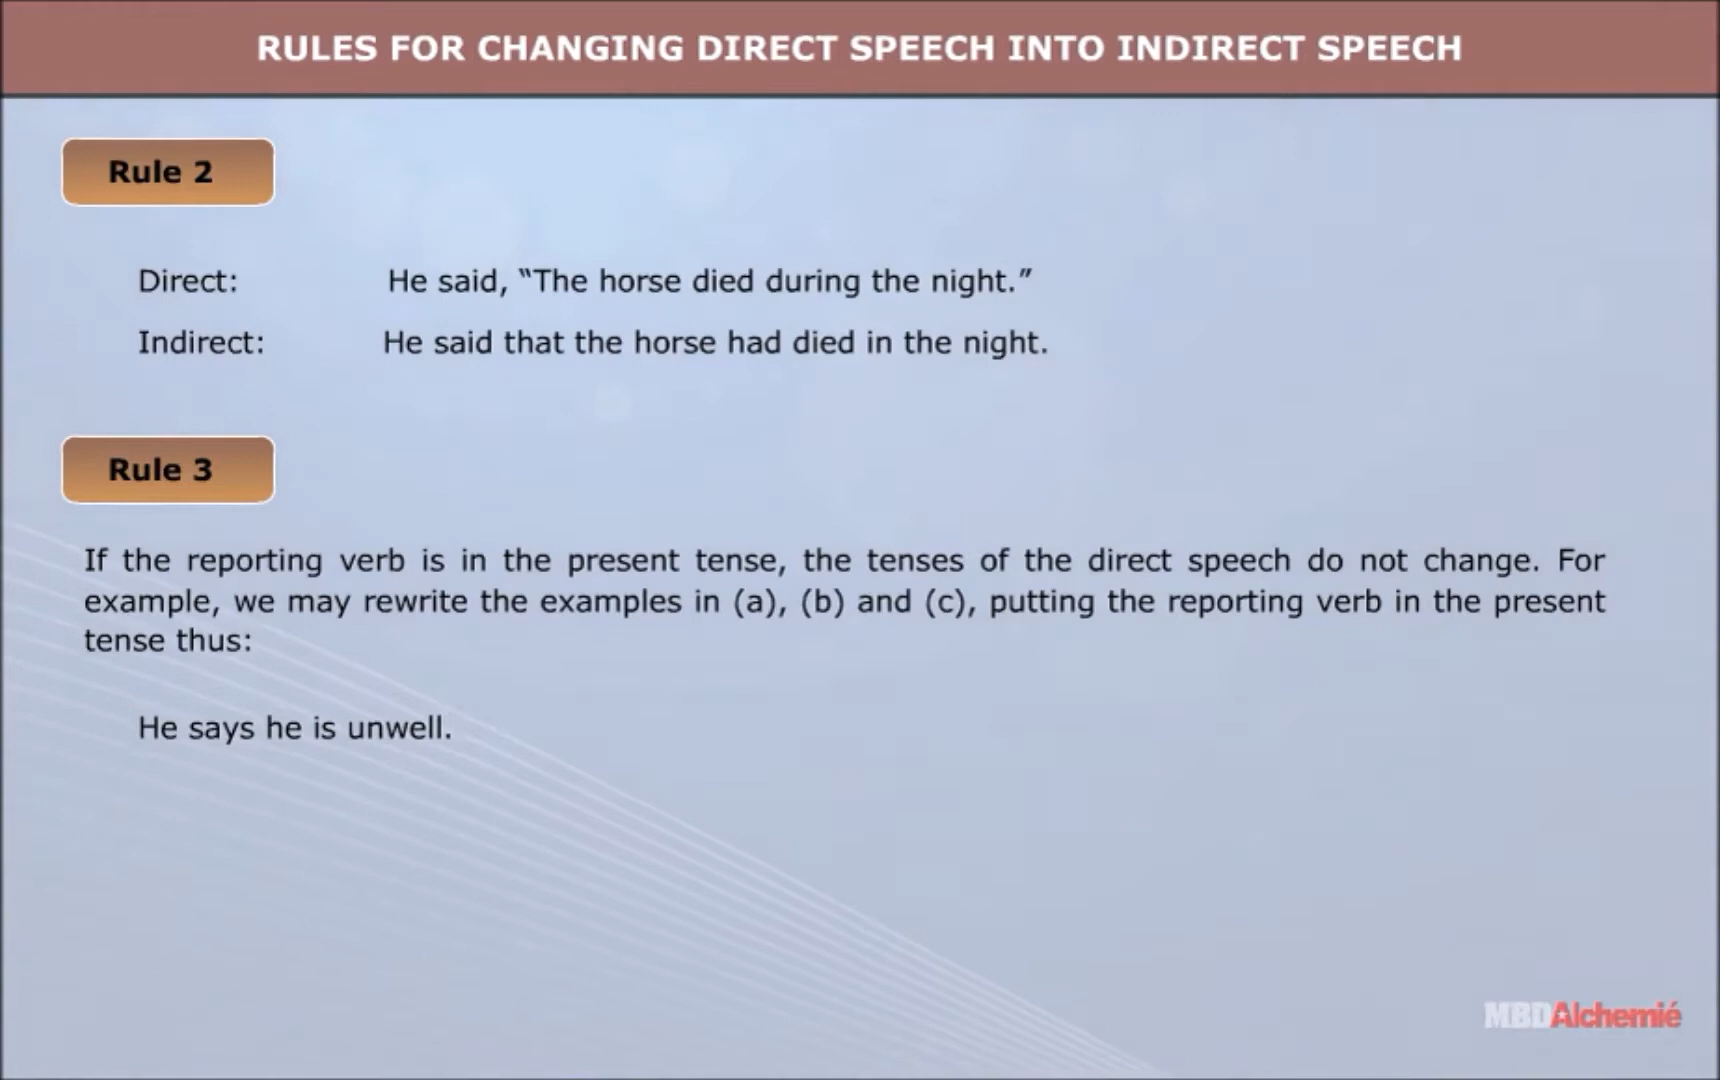 RULES FOR CHANGING DIRECT SPEECH INTO INDIRECT SPEECH
Rule 2
Direct: He said, “The horse died during the night.”
Indirect: He said that the horse had died in the night.
Rule 3
If the reporting verb is in the present tense, the tenses of the direct speech do not change. For
example, we may rewrite the examples in (a), (b) and (c), putting the reporting verb in the present
tense thus:
He says he is unwell.
MBDAlchemié